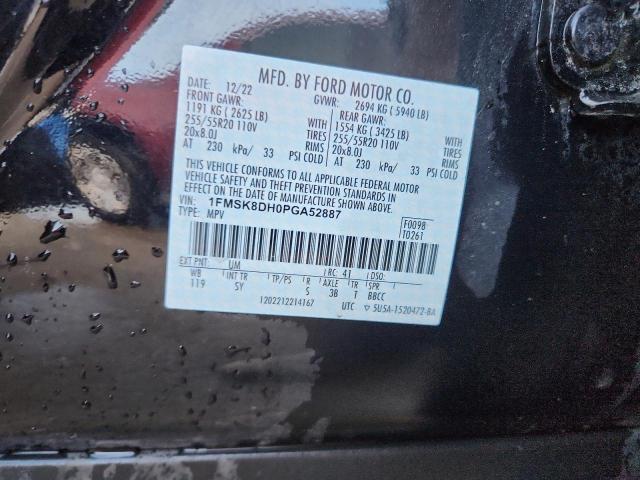 MFD. BY FORD MOTOR CO.
DATE: 12/22 GVWR: 2694 KG ( 5940 LB)
FRONT GAWR: REAR GAWR:
1191 KG ( 2625 LB) WITH 1554 KG ( 3425 LB) WITH
255/55R20 110V TIRES 255/55R20 110V TIRES
20x8.0J RIMS 20x8.0J RIMS
AT 230 kPa/ 33 PSI COLD AT 230 kPa/ 33 PSI COLD
THIS VEHICLE CONFORMS TO ALL APPLICABLE FEDERAL MOTOR
VEHICLE SAFETY AND THEFT PREVENTION STANDARDS IN
EFFECT ON THE DATE OF MANUFACTURE SHOWN ABOVE.
VIN: 1FMSK8DH0PGA52887
TYPE: MPV F0098
T0261
EXT PNT: UM RC: 41 DSO:
WB INT TR TP/PS R AXLE TR SPR
119 SY S 3B T BBCC
1202212214167 UTC ▽ 5U5A-1520472-BA